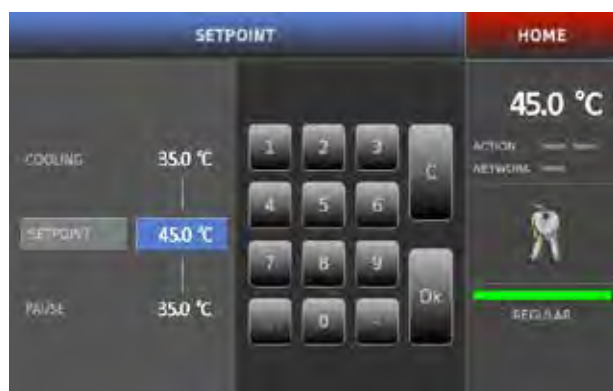 SETPOINT
HOME
45.0 °C
ACTION -- --
NETWORK --
COOLING
35.0 °C
1 2 3 C
4 5 6
SETPOINT
45.0 °C
7 8 9
PAUSE
35.0 °C
. 0 - Ok
REGULAR